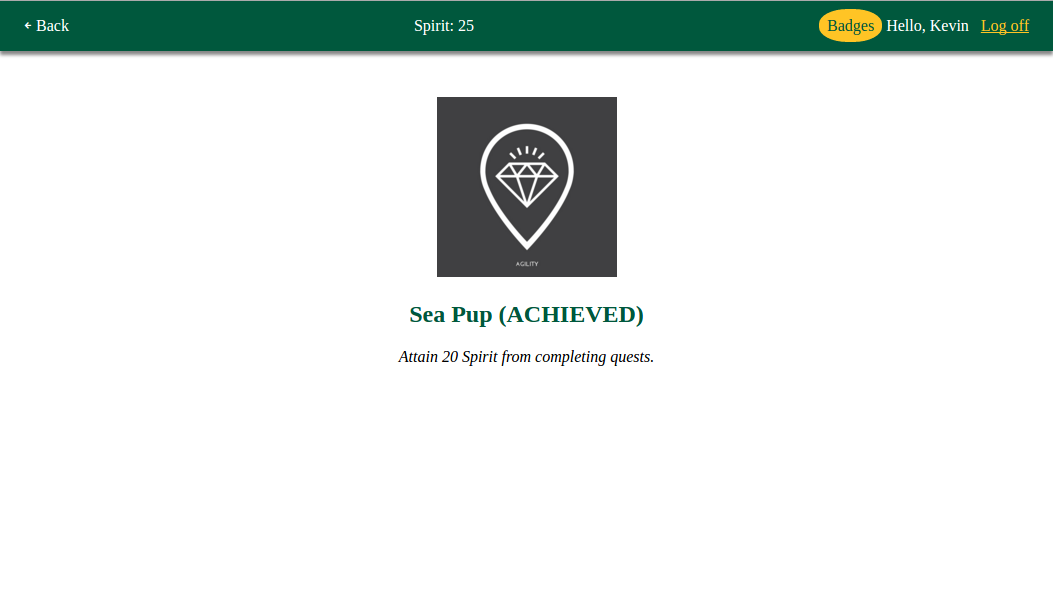 ← Back
Spirit: 25
Badges Hello, Kevin Log off
AGILITY
Sea Pup (ACHIEVED)
Attain 20 Spirit from completing quests.